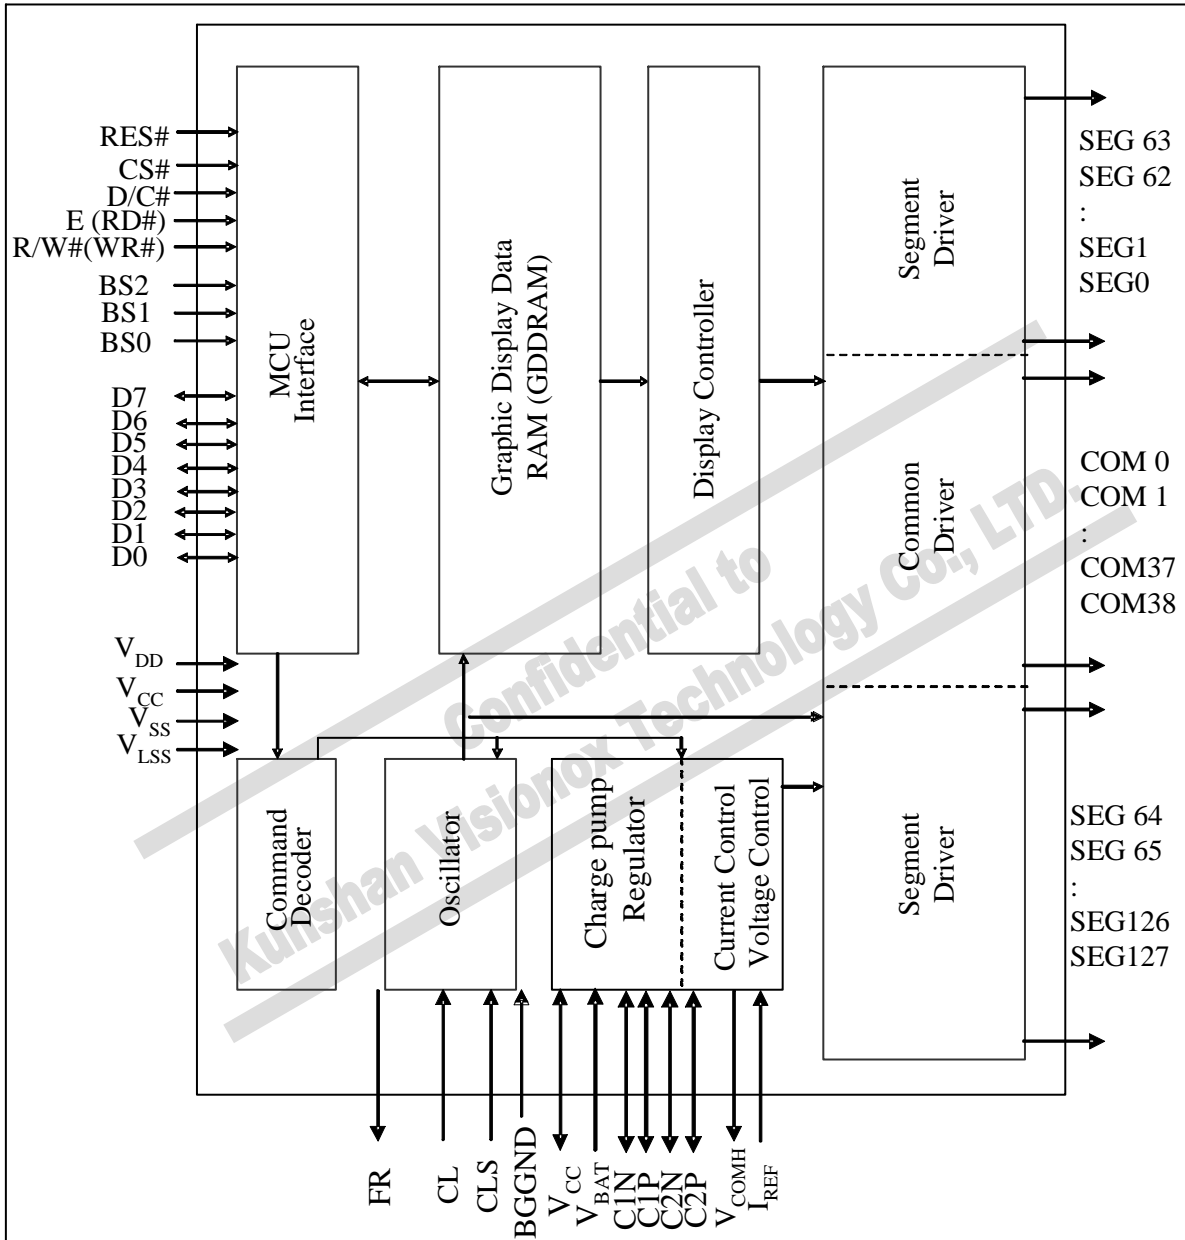 RES#
CS#
D/C#
E (RD#)
R/W#(WR#)
BS2
BS1
BS0
D7
D6
D5
D4
D3
D2
D1
D0
VDD
VCC
VSS
VLSS
MCU
Interface
Graphic Display Data
RAM (GDDRAM)
Display Controller
Segment
Driver
Common
Driver
Segment
Driver
SEG 63
SEG 62
:
SEG1
SEG0
COM 0
COM 1
:
COM37
COM38
SEG 64
SEG 65
:
SEG126
SEG127
Command
Decoder
Oscillator
Charge pump
Regulator
Current Control
Voltage Control
FR
CL
CLS
BGGND
VCC
VBAT
C1N
C1P
C2N
C2P
VCOMH
IREF
Confidential to
Kunshan Visionox Technology Co., LTD.